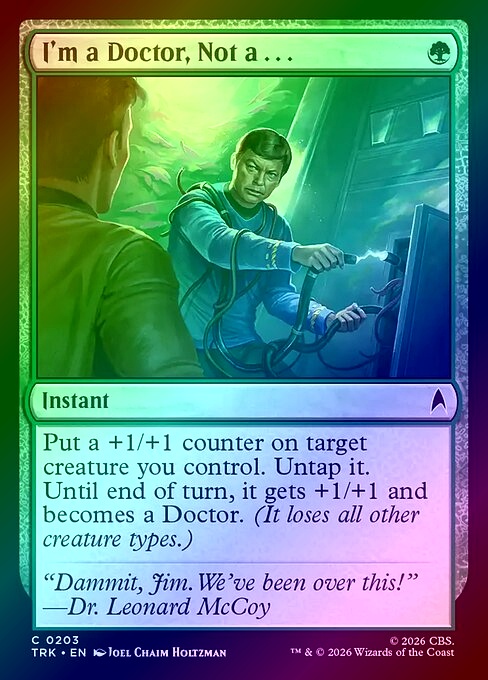 I'm a Doctor, Not a . . .
Instant
Put a +1/+1 counter on target
creature you control. Untap it.
Until end of turn, it gets +1/+1 and
becomes a Doctor. (It loses all other
creature types.)
“Dammit, Jim. We’ve been over this!”
—Dr. Leonard McCoy
C 0203
TRK • EN Joel Chaim Holtzman
© 2026 CBS.
™ & © 2026 Wizards of the Coast